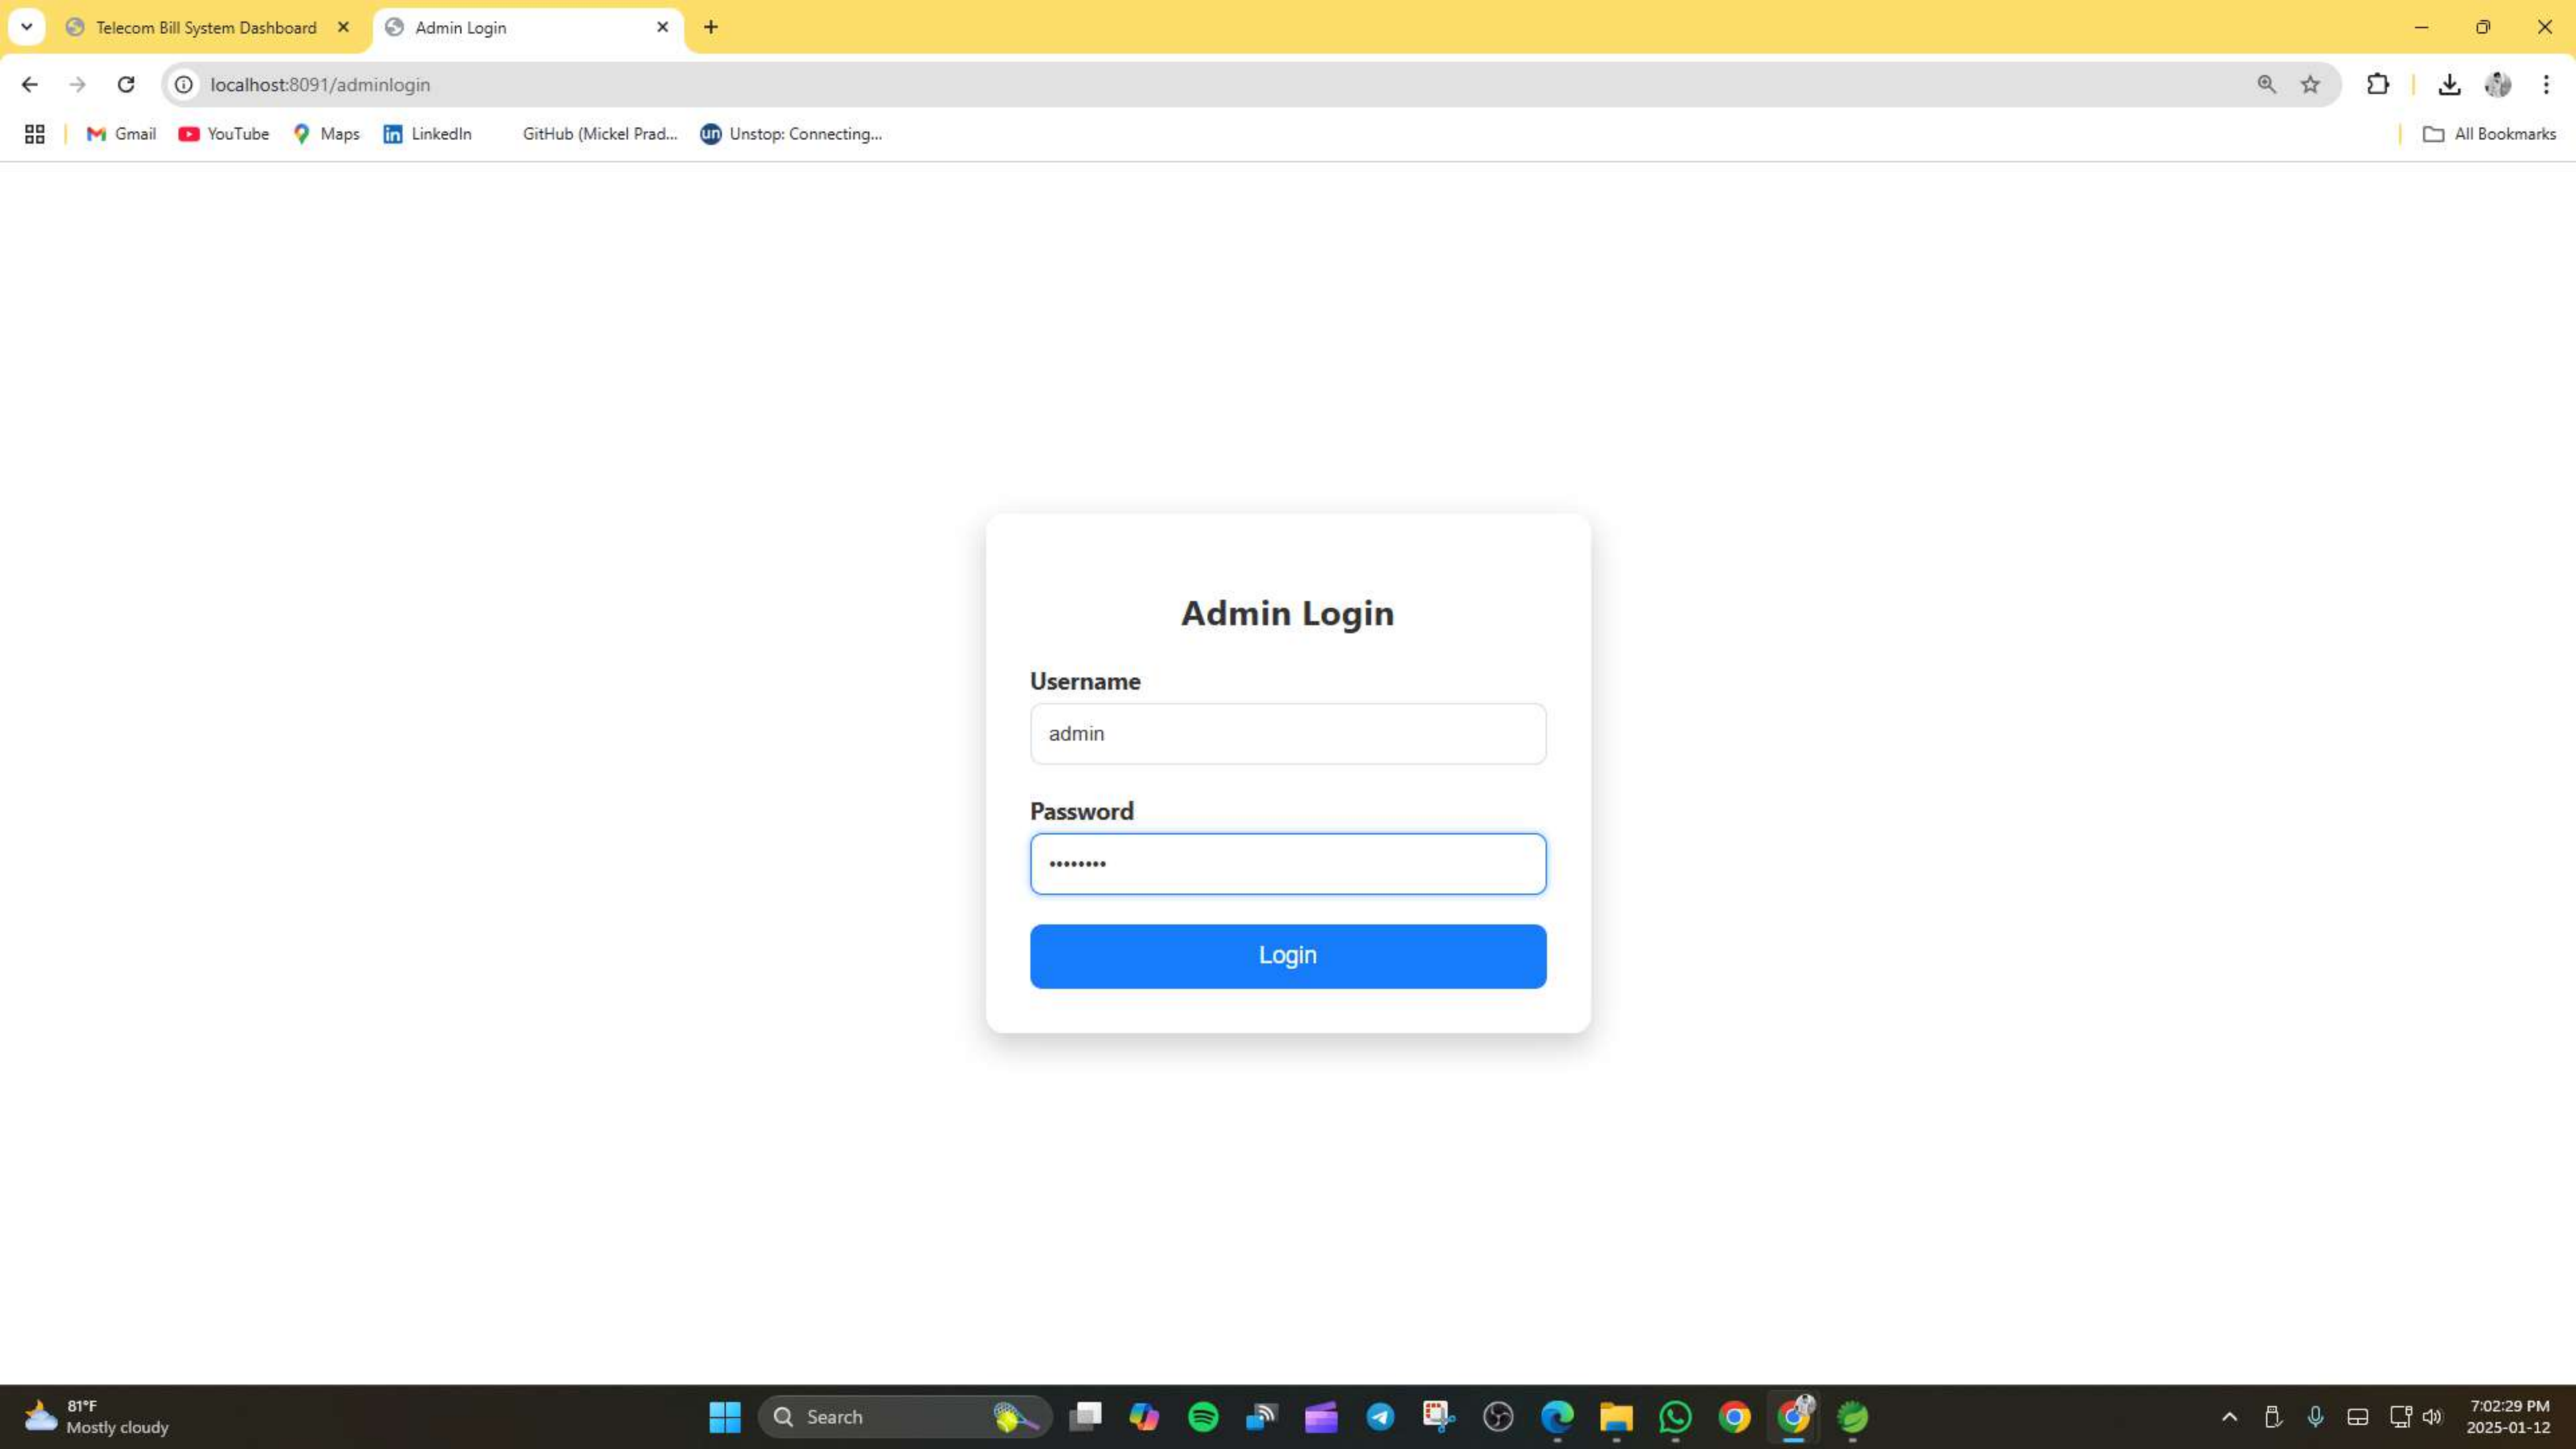 Telecom Bill System Dashboard
Admin Login
localhost:8091/adminlogin
Gmail YouTube Maps LinkedIn GitHub (Mickel Prad... un Unstop: Connecting... All Bookmarks
Admin Login
Username
admin
Password
••••••••
Login
81°F
Mostly cloudy
Search
7:02:29 PM
2025-01-12